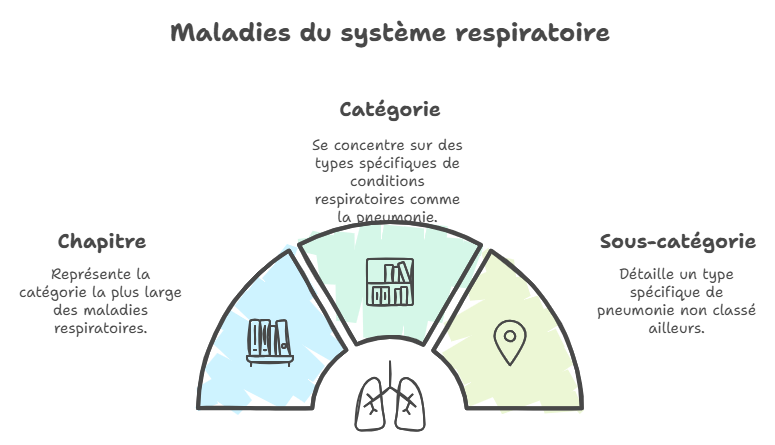 Maladies du système respiratoire
Catégorie
Se concentre sur des
types spécifiques de
conditions
respiratoires comme
la pneumonie.
Chapitre
Représente la
catégorie la plus large
des maladies
respiratoires.
Sous-catégorie
Détaille un type
spécifique de
pneumonie non classé
ailleurs.